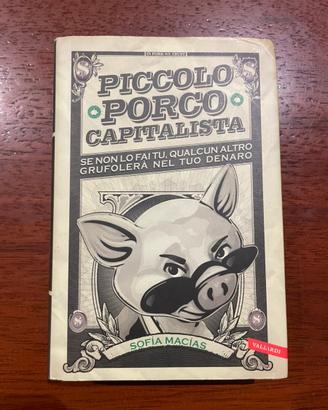 PICCOLO
PORCO
CAPITALISTA
SE NON LO FAI TU, QUALCUN ALTRO
GRUFOLERÀ NEL TUO DENARO
SOFÍA MACÍAS
VALLARDI